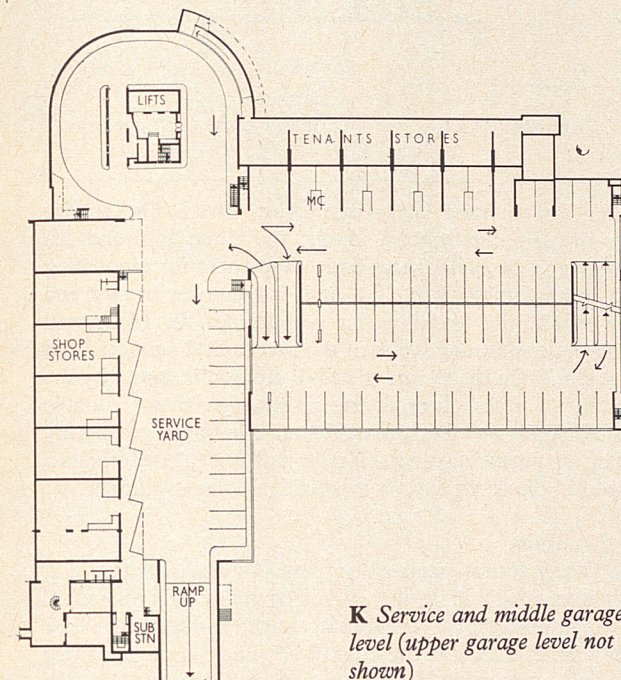 LIFTS
TENANTS STORES
MC
SHOP
STORES
SERVICE
YARD
RAMP
UP
SUB
STN
K Service and middle garage
level (upper garage level not
shown)